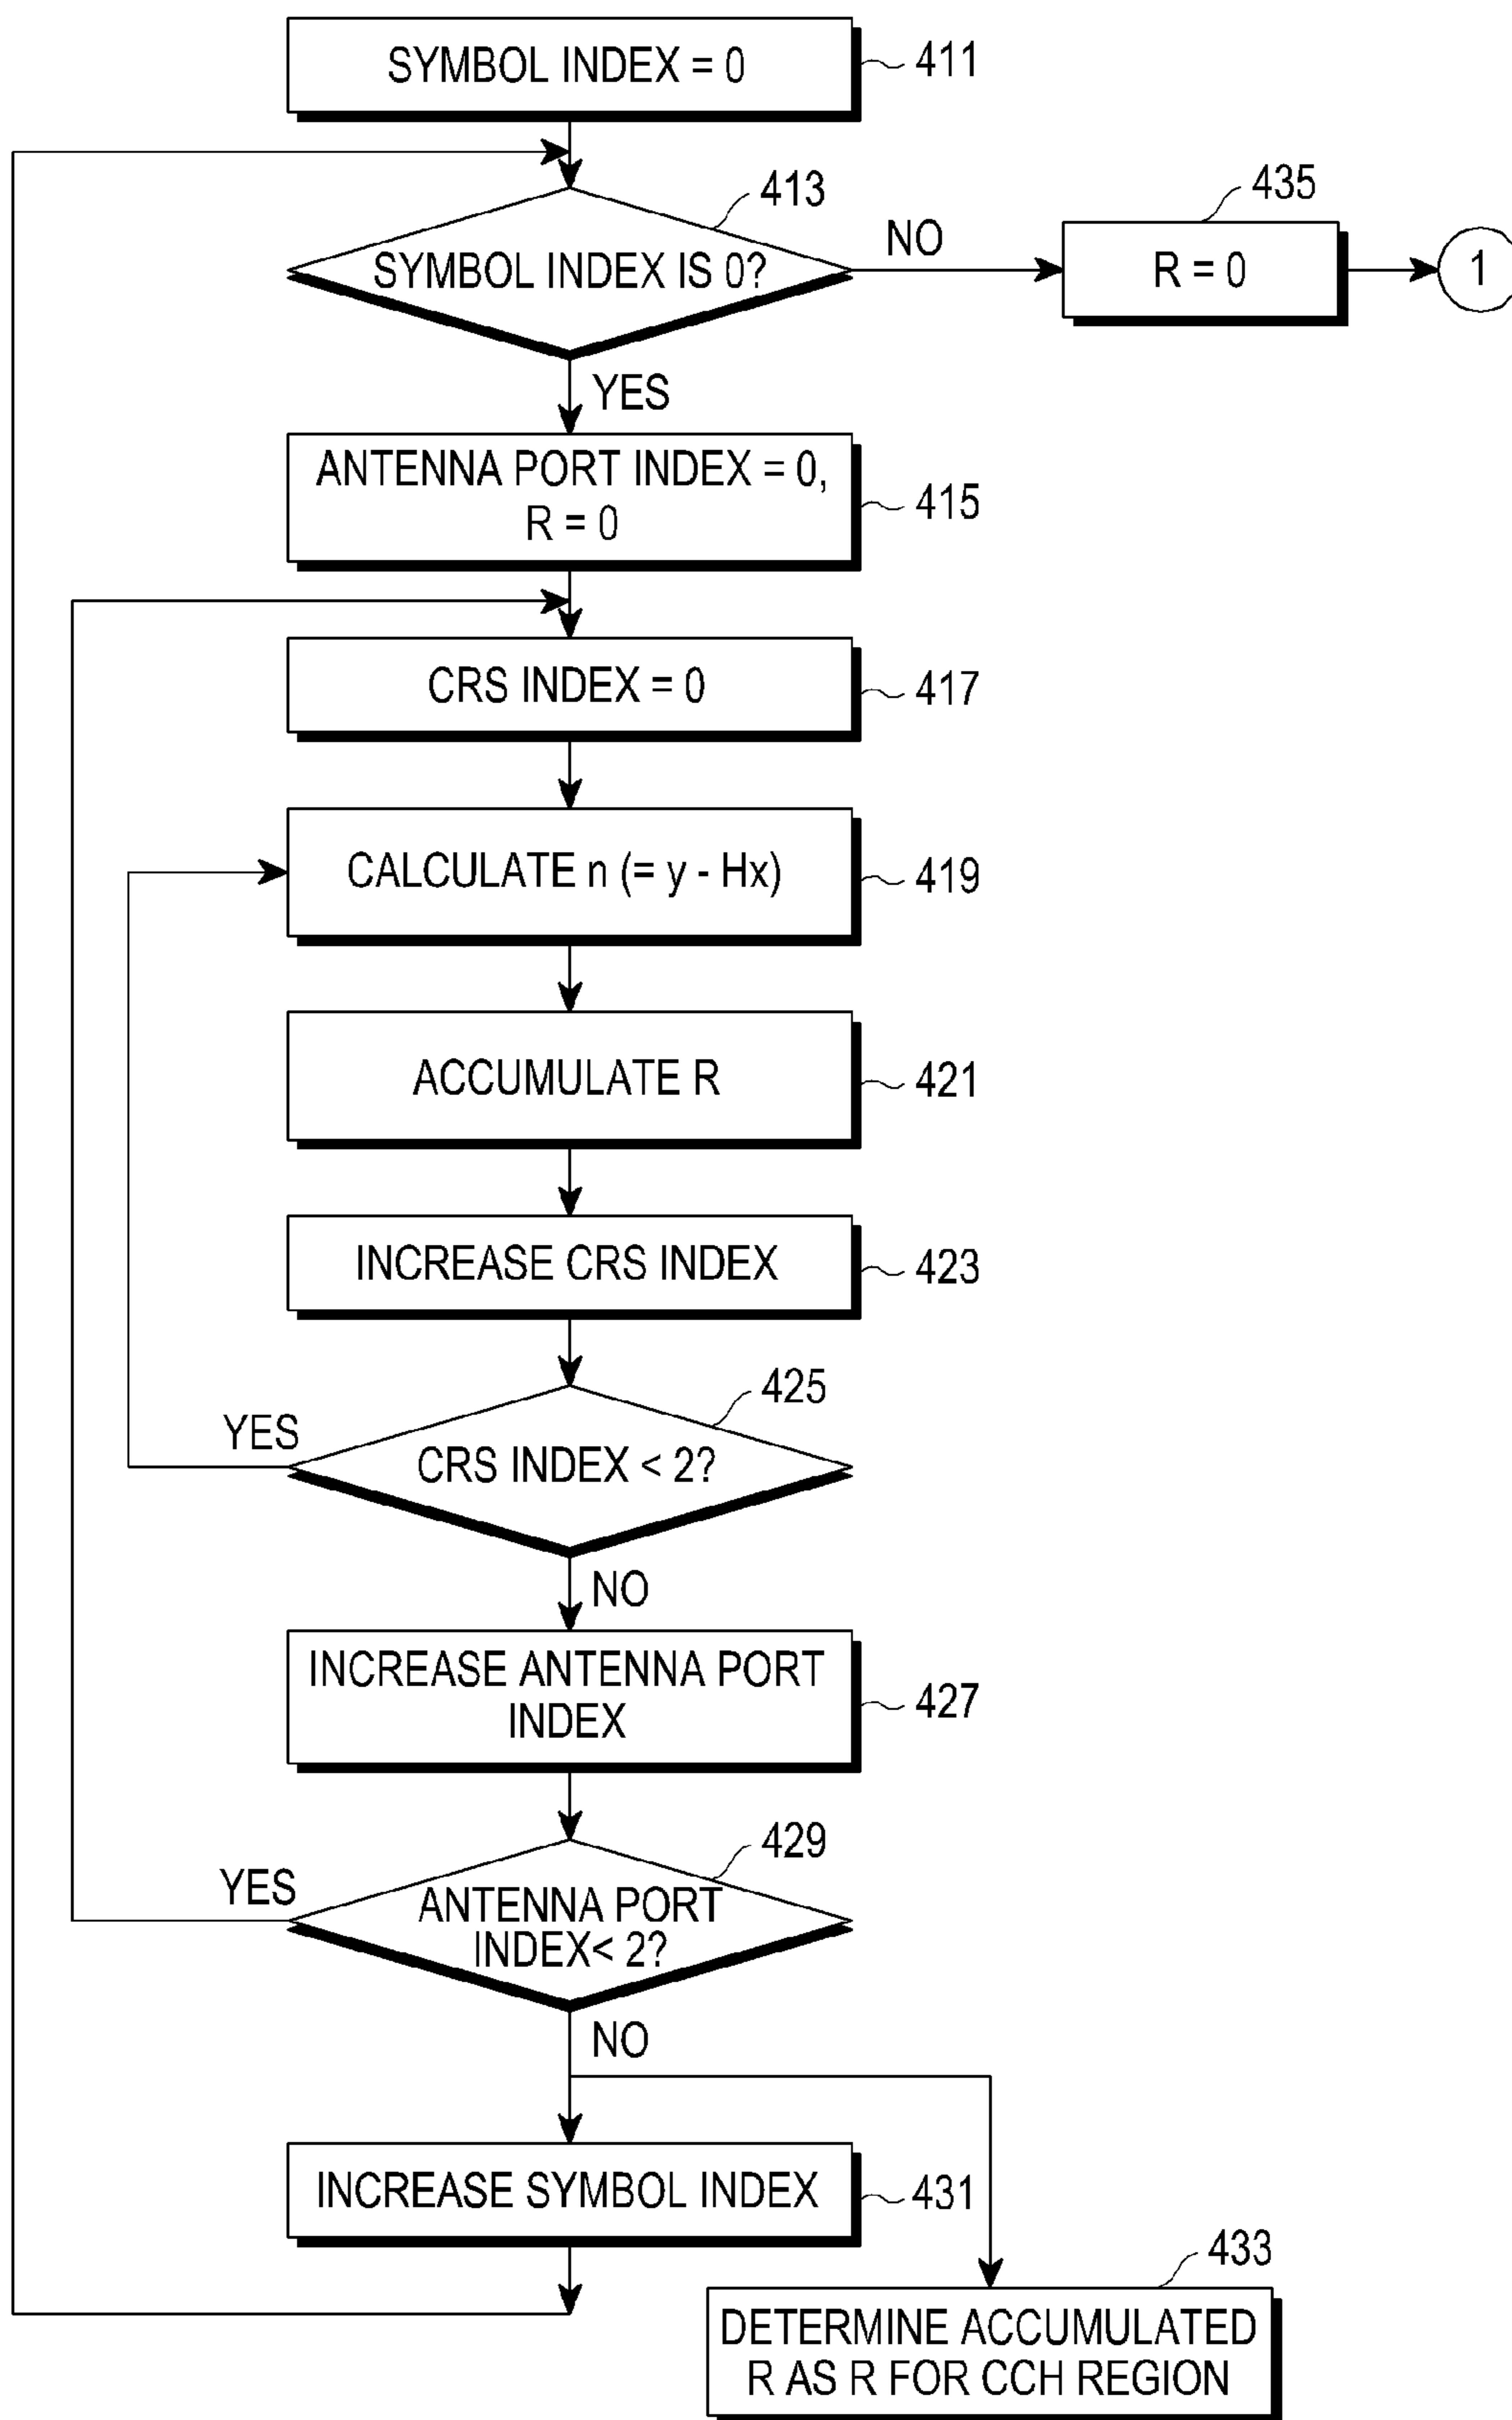 SYMBOL INDEX = 0
411
413
SYMBOL INDEX IS 0?
NO
435
R = 0
1
YES
ANTENNA PORT INDEX = 0,
R = 0
415
CRS INDEX = 0
417
CALCULATE n (= y - Hx)
419
ACCUMULATE R
421
INCREASE CRS INDEX
423
425
YES
CRS INDEX < 2?
NO
INCREASE ANTENNA PORT
INDEX
427
429
YES
ANTENNA PORT
INDEX< 2?
NO
INCREASE SYMBOL INDEX
431
433
DETERMINE ACCUMULATED
R AS R FOR CCH REGION